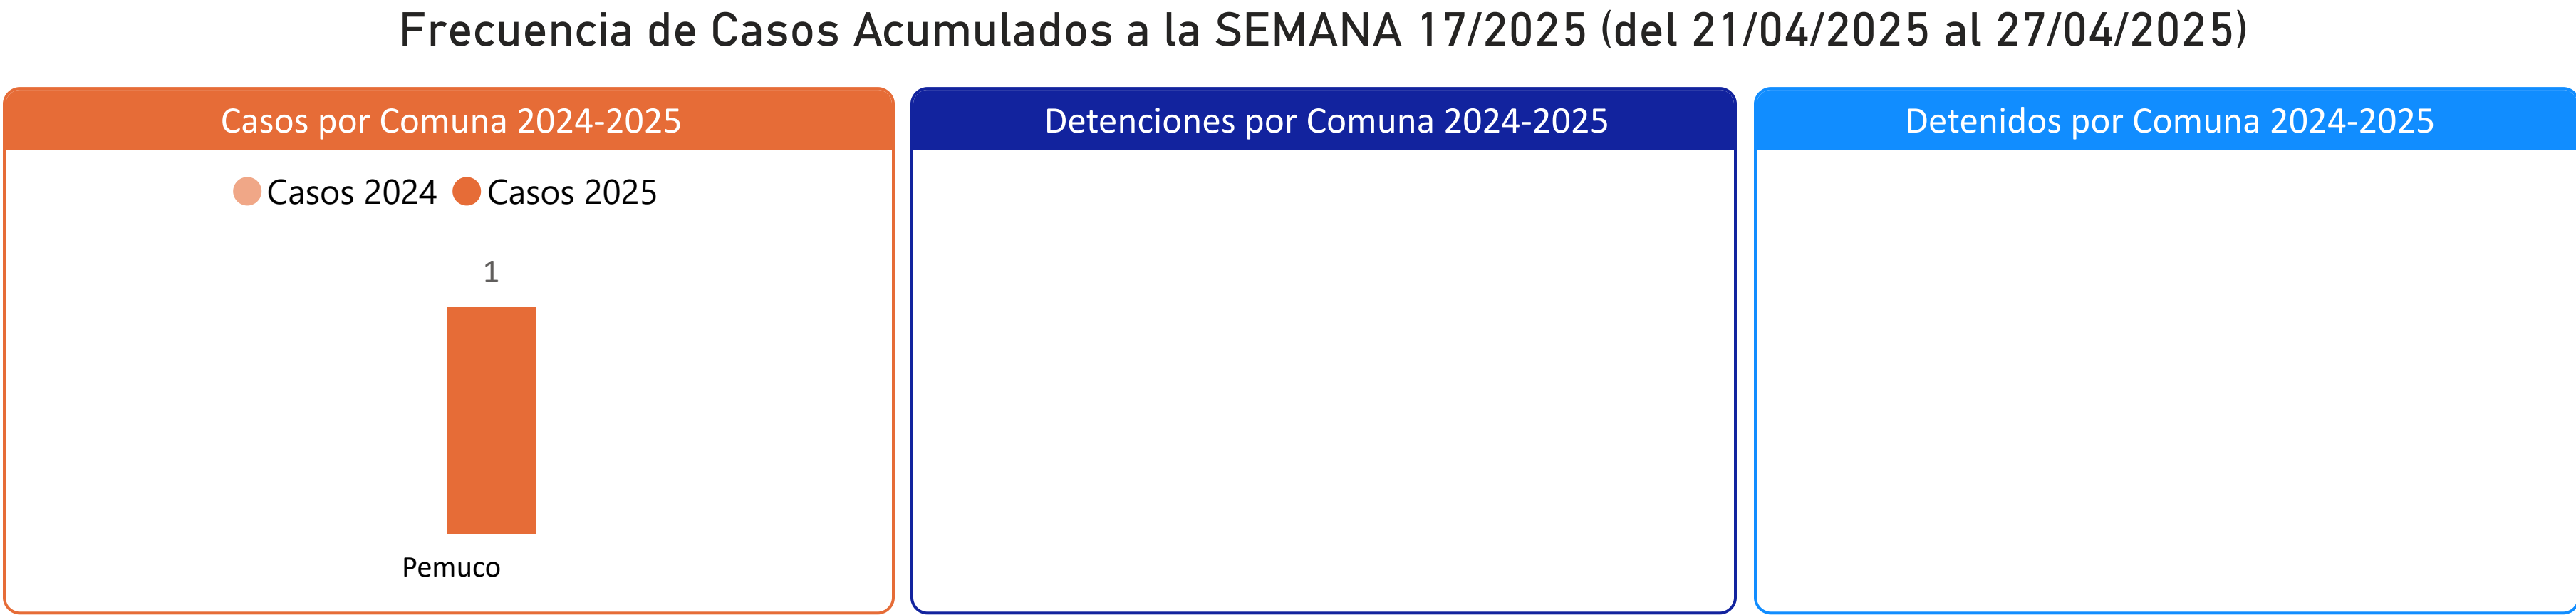 Frecuencia de Casos Acumulados a la SEMANA 17/2025 (del 21/04/2025 al 27/04/2025)
Casos por Comuna 2024-2025
Casos 2024 Casos 2025
1
Pemuco
Detenciones por Comuna 2024-2025
Detenidos por Comuna 2024-2025